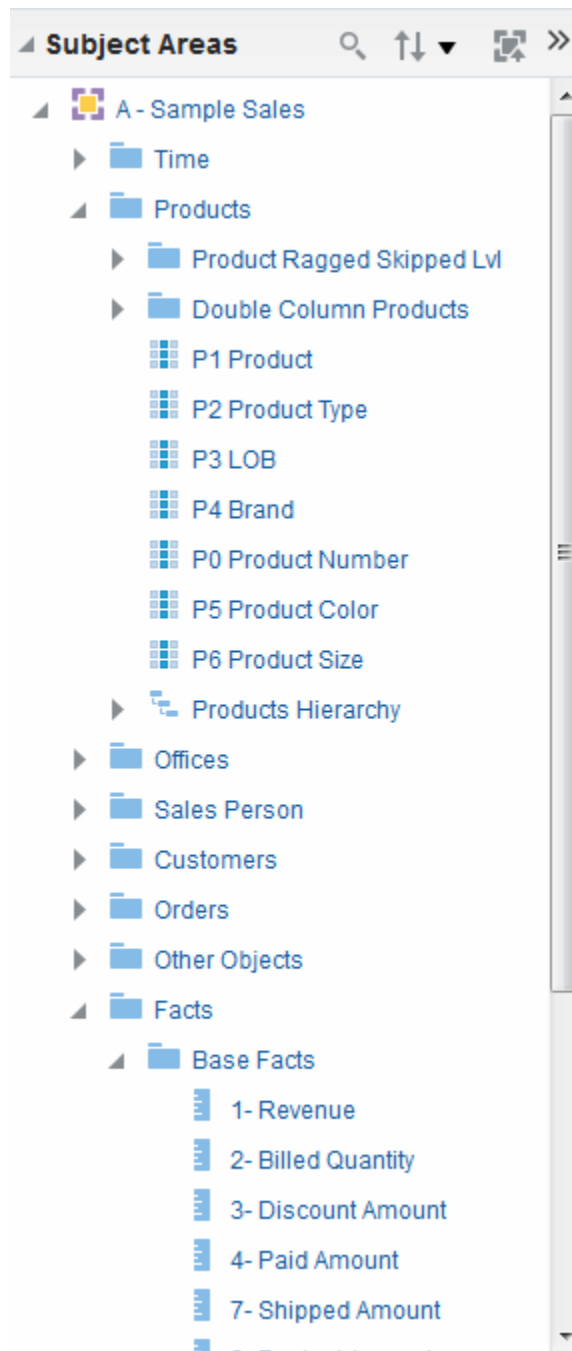 Subject Areas
A - Sample Sales
Time
Products
Product Ragged Skipped Lvl
Double Column Products
P1 Product
P2 Product Type
P3 LOB
P4 Brand
P0 Product Number
P5 Product Color
P6 Product Size
Products Hierarchy
Offices
Sales Person
Customers
Orders
Other Objects
Facts
Base Facts
1- Revenue
2- Billed Quantity
3- Discount Amount
4- Paid Amount
7- Shipped Amount